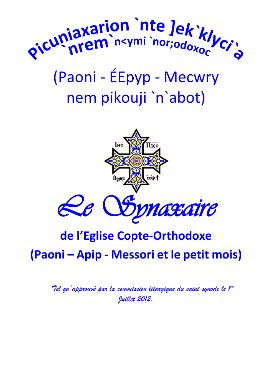 Picuniaxarion `nte ]ek`klyci`a
`nrem`n<ymi `nor;odoxoc
(Paoni - ÉEpyp - Mecwry
nem pikouji `n`abot)
Le Synaxaire
de l’Eglise Copte-Orthodoxe
(Paoni – Apip - Messori et le petit mois)
Tel qu’approuvé par la commission liturgique du saint synode le 1er
Juillet 2012.